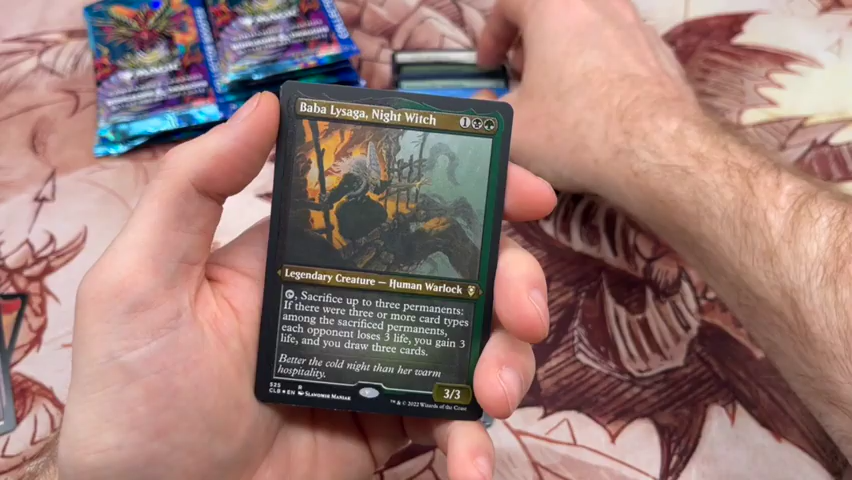 Baba Lysaga, Night Witch
1
Legendary Creature — Human Warlock
, Sacrifice up to three permanents:
If there were three or more card types
among the sacrificed permanents,
each opponent loses 3 life, you gain 3
life, and you draw three cards.
Better the cold night than her warm
hospitality.
3/3
525 R
CLB EN Slawomir Maniak
™ & © 2022 Wizards of the Coast